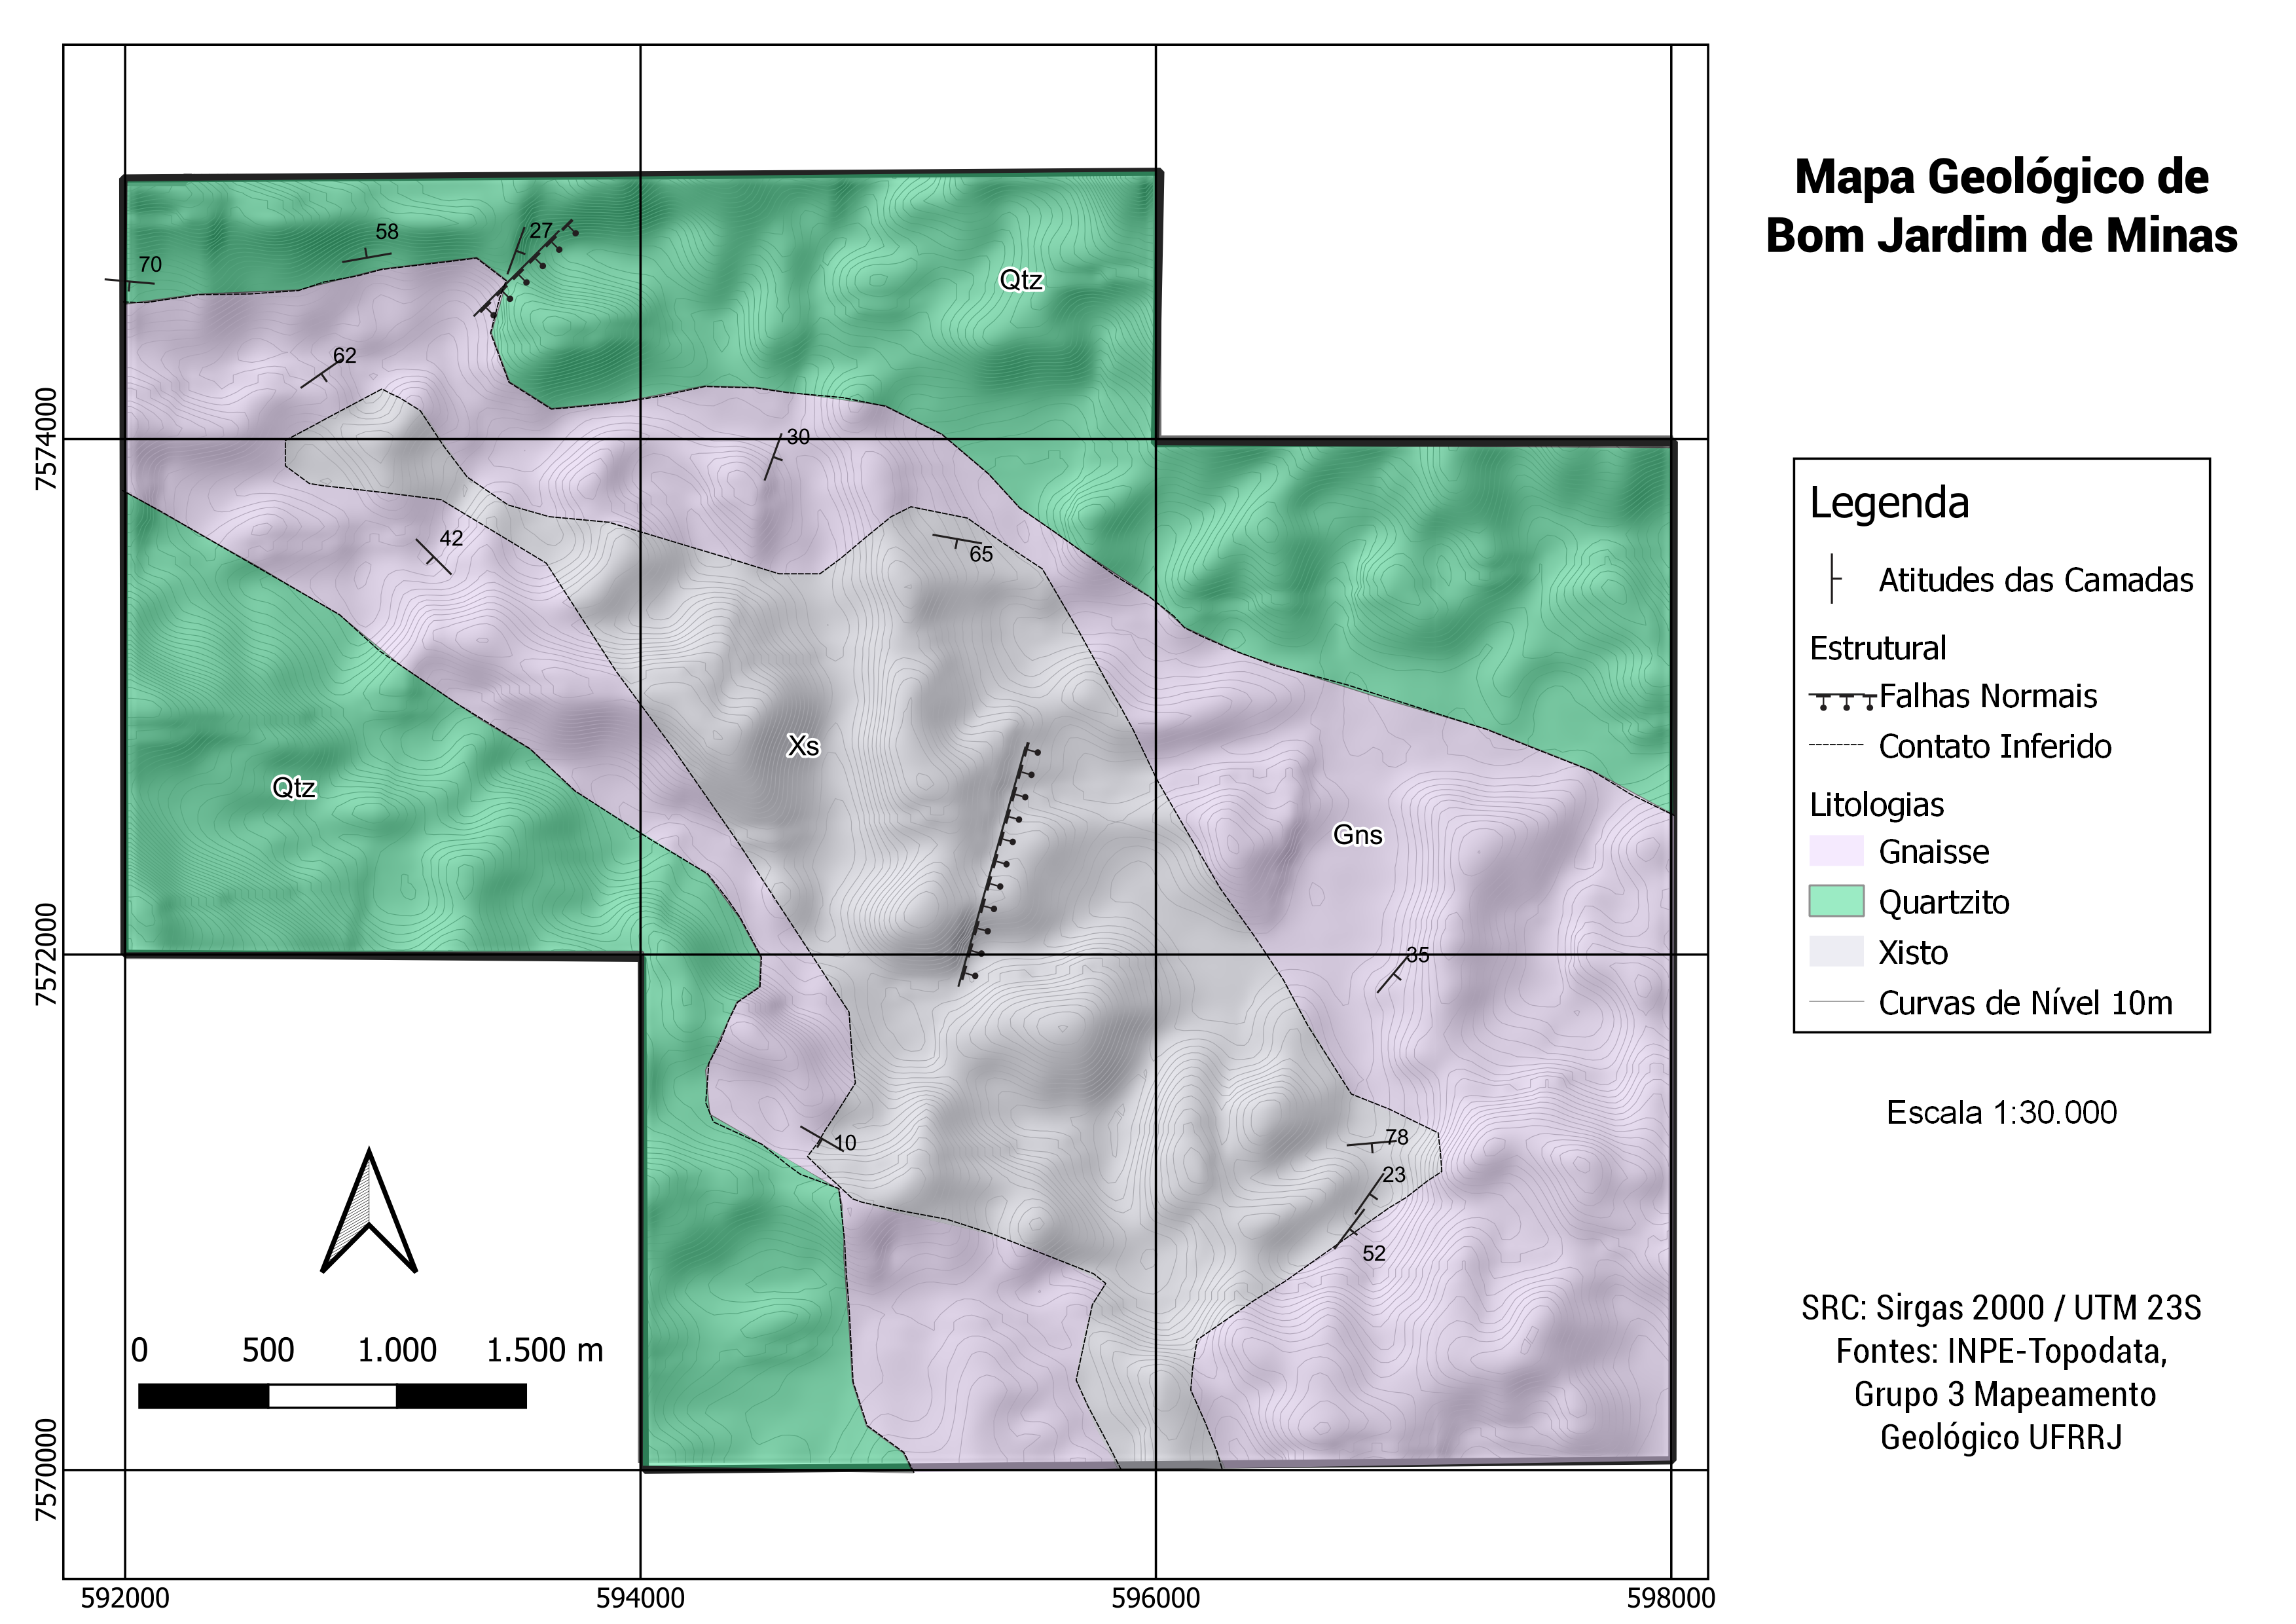 Mapa Geológico de
Bom Jardim de Minas
58
27
70
Qtz
62
7574000
30
42
65
Xs
Qtz
Gns
7572000
35
10
78
23
52
0 500 1.000 1.500 m
7570000
592000 594000 596000 598000
Legenda
Atitudes das Camadas
Estrutural
Falhas Normais
Contato Inferido
Litologias
Gnaisse
Quartzito
Xisto
Curvas de Nível 10m
Escala 1:30.000
SRC: Sirgas 2000 / UTM 23S
Fontes: INPE-Topodata,
Grupo 3 Mapeamento
Geológico UFRRJ